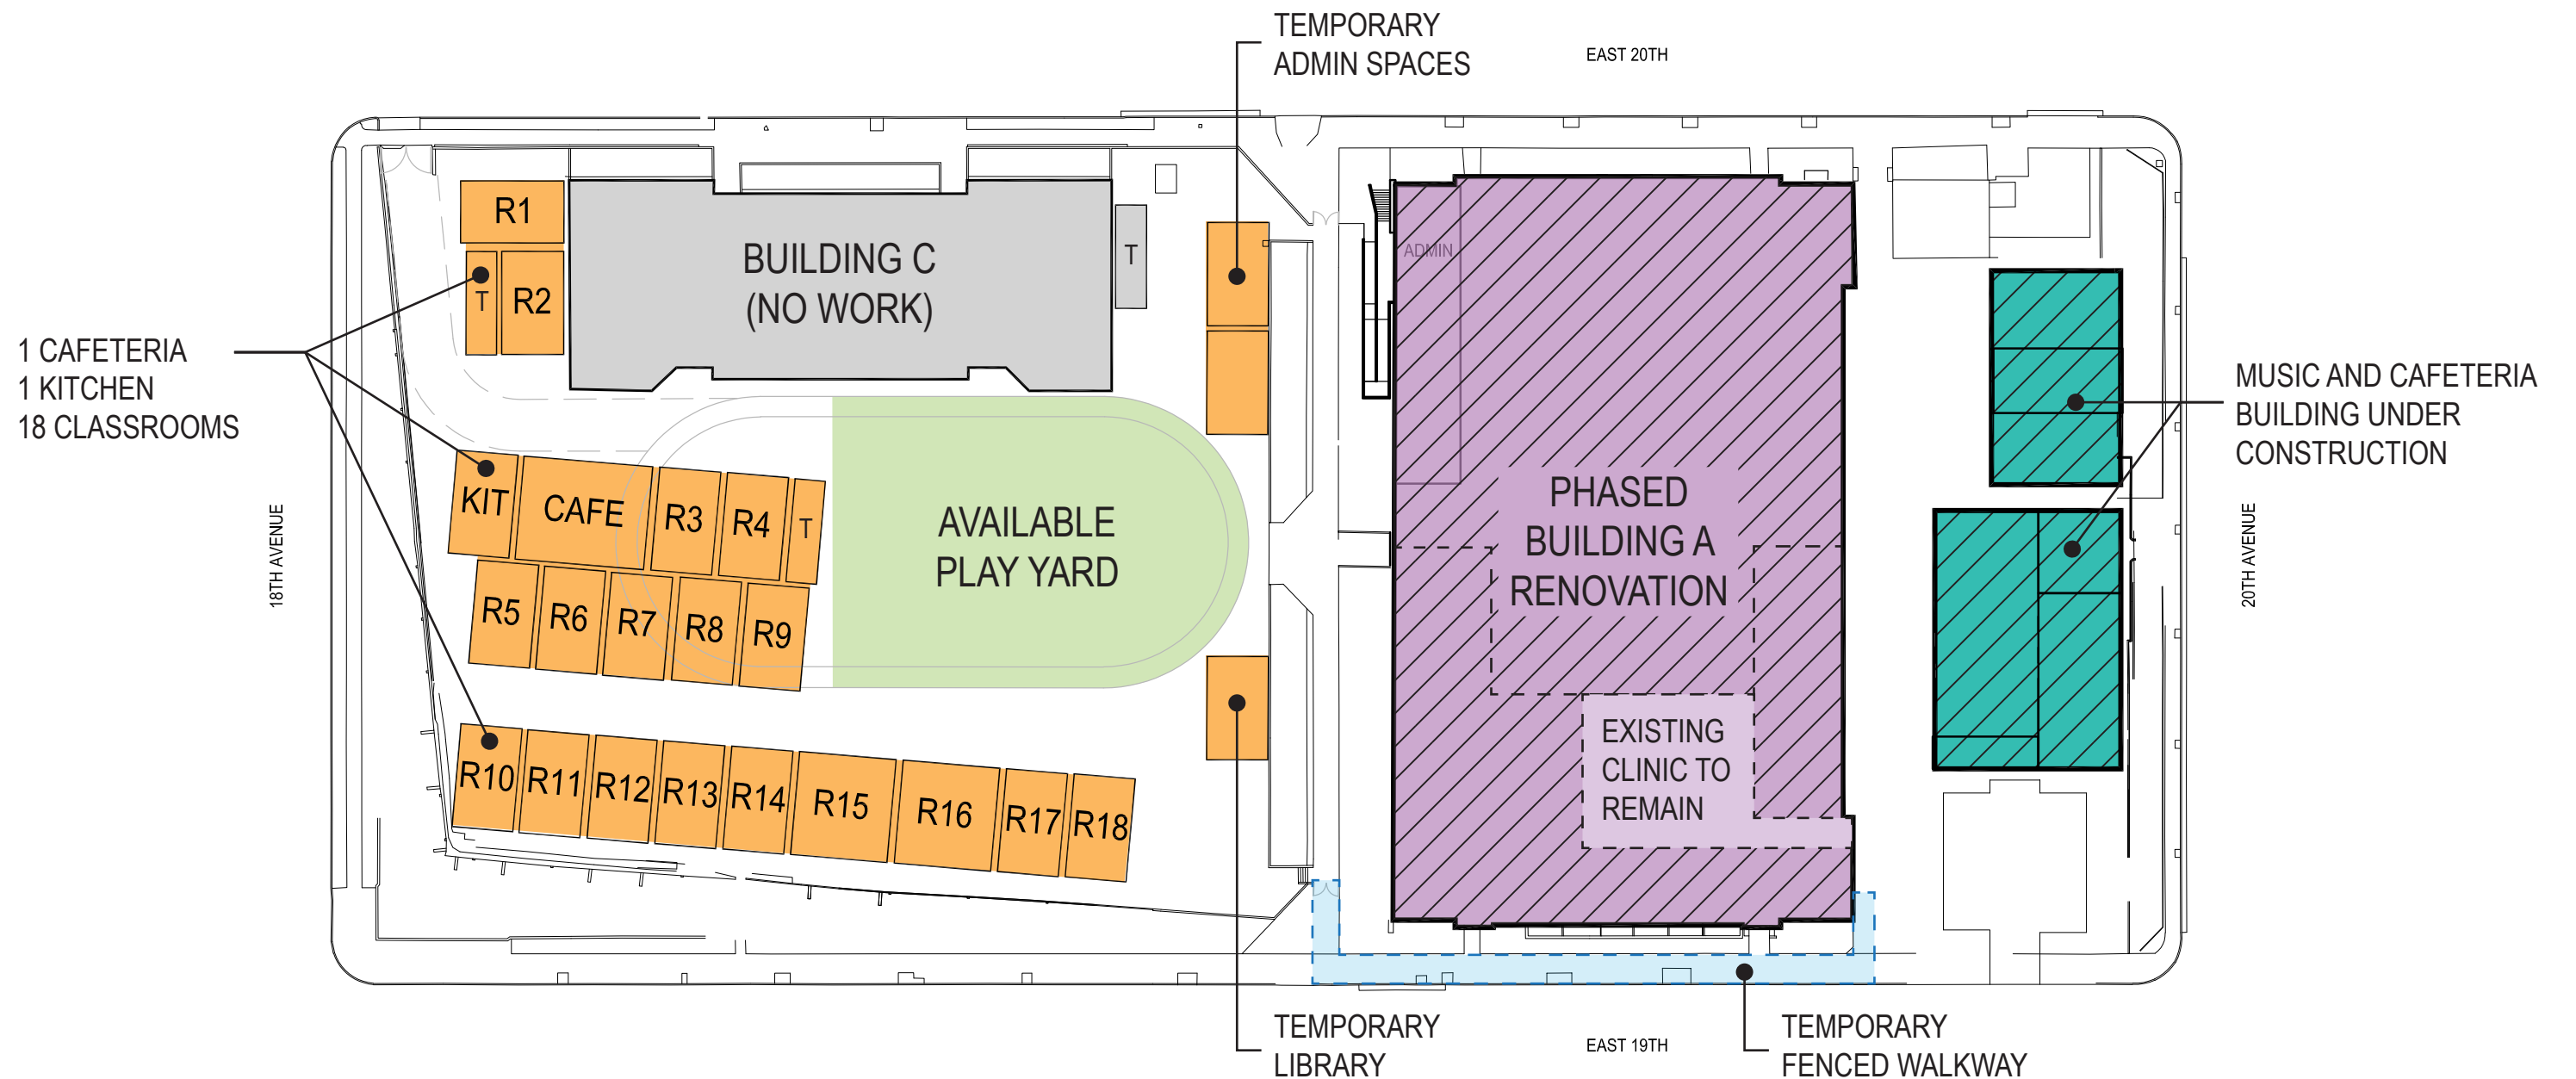 TEMPORARY
ADMIN SPACES
EAST 20TH
R1
T
R2
BUILDING C
(NO WORK)
T
ADMIN
1 CAFETERIA
1 KITCHEN
18 CLASSROOMS
MUSIC AND CAFETERIA
BUILDING UNDER
CONSTRUCTION
KIT
CAFE
R3
R4
T
AVAILABLE
PLAY YARD
PHASED
BUILDING A
RENOVATION
18TH AVENUE
20TH AVENUE
R5
R6
R7
R8
R9
EXISTING
CLINIC TO
REMAIN
R10
R11
R12
R13
R14
R15
R16
R17
R18
TEMPORARY
LIBRARY
EAST 19TH
TEMPORARY
FENCED WALKWAY